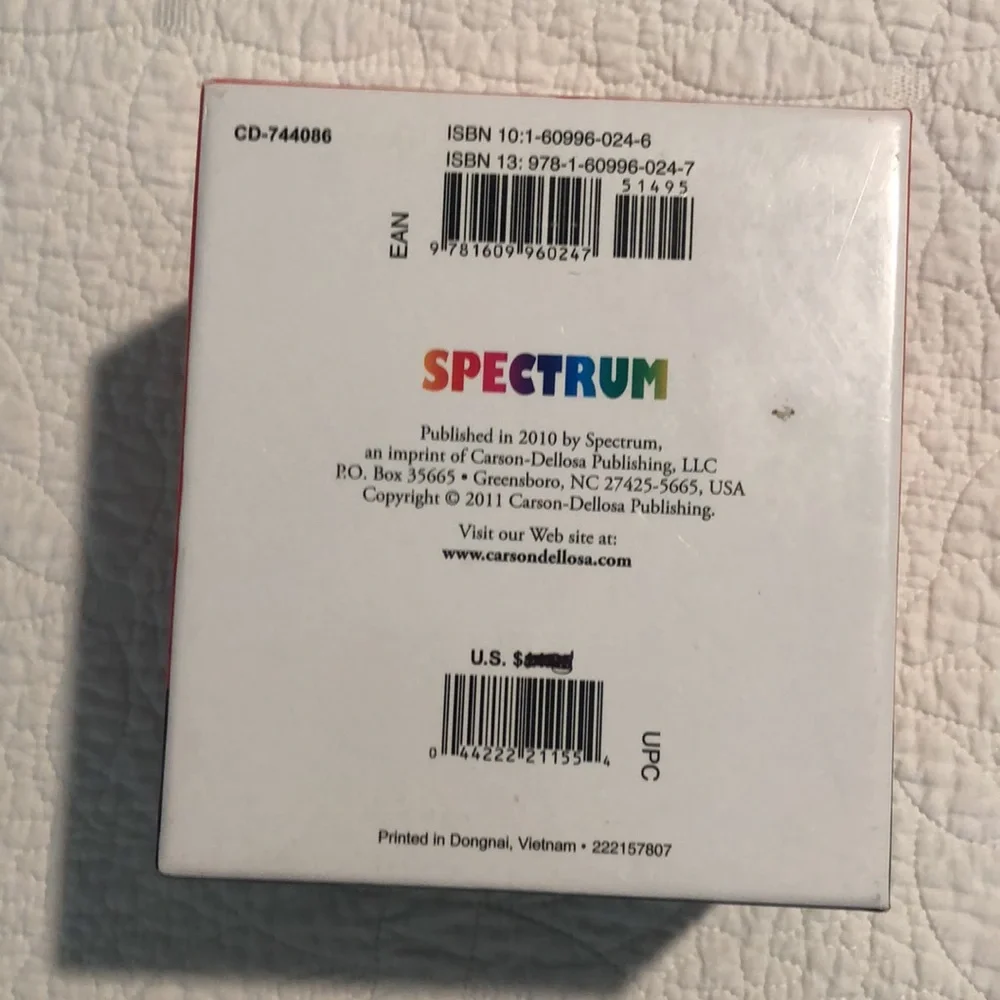 CD-744086
ISBN 10:1-60996-024-6
ISBN 13: 978-1-60996-024-7
51495
EAN
9 781609 960247
SPECTRUM
Published in 2010 by Spectrum,
an imprint of Carson-Dellosa Publishing, LLC
P.O. Box 35665 • Greensboro, NC 27425-5665, USA
Copyright © 2011 Carson-Dellosa Publishing.
Visit our Web site at:
www.carsondellosa.com
U.S. $
0 44222 21155 4
UPC
Printed in Dongnai, Vietnam • 222157807